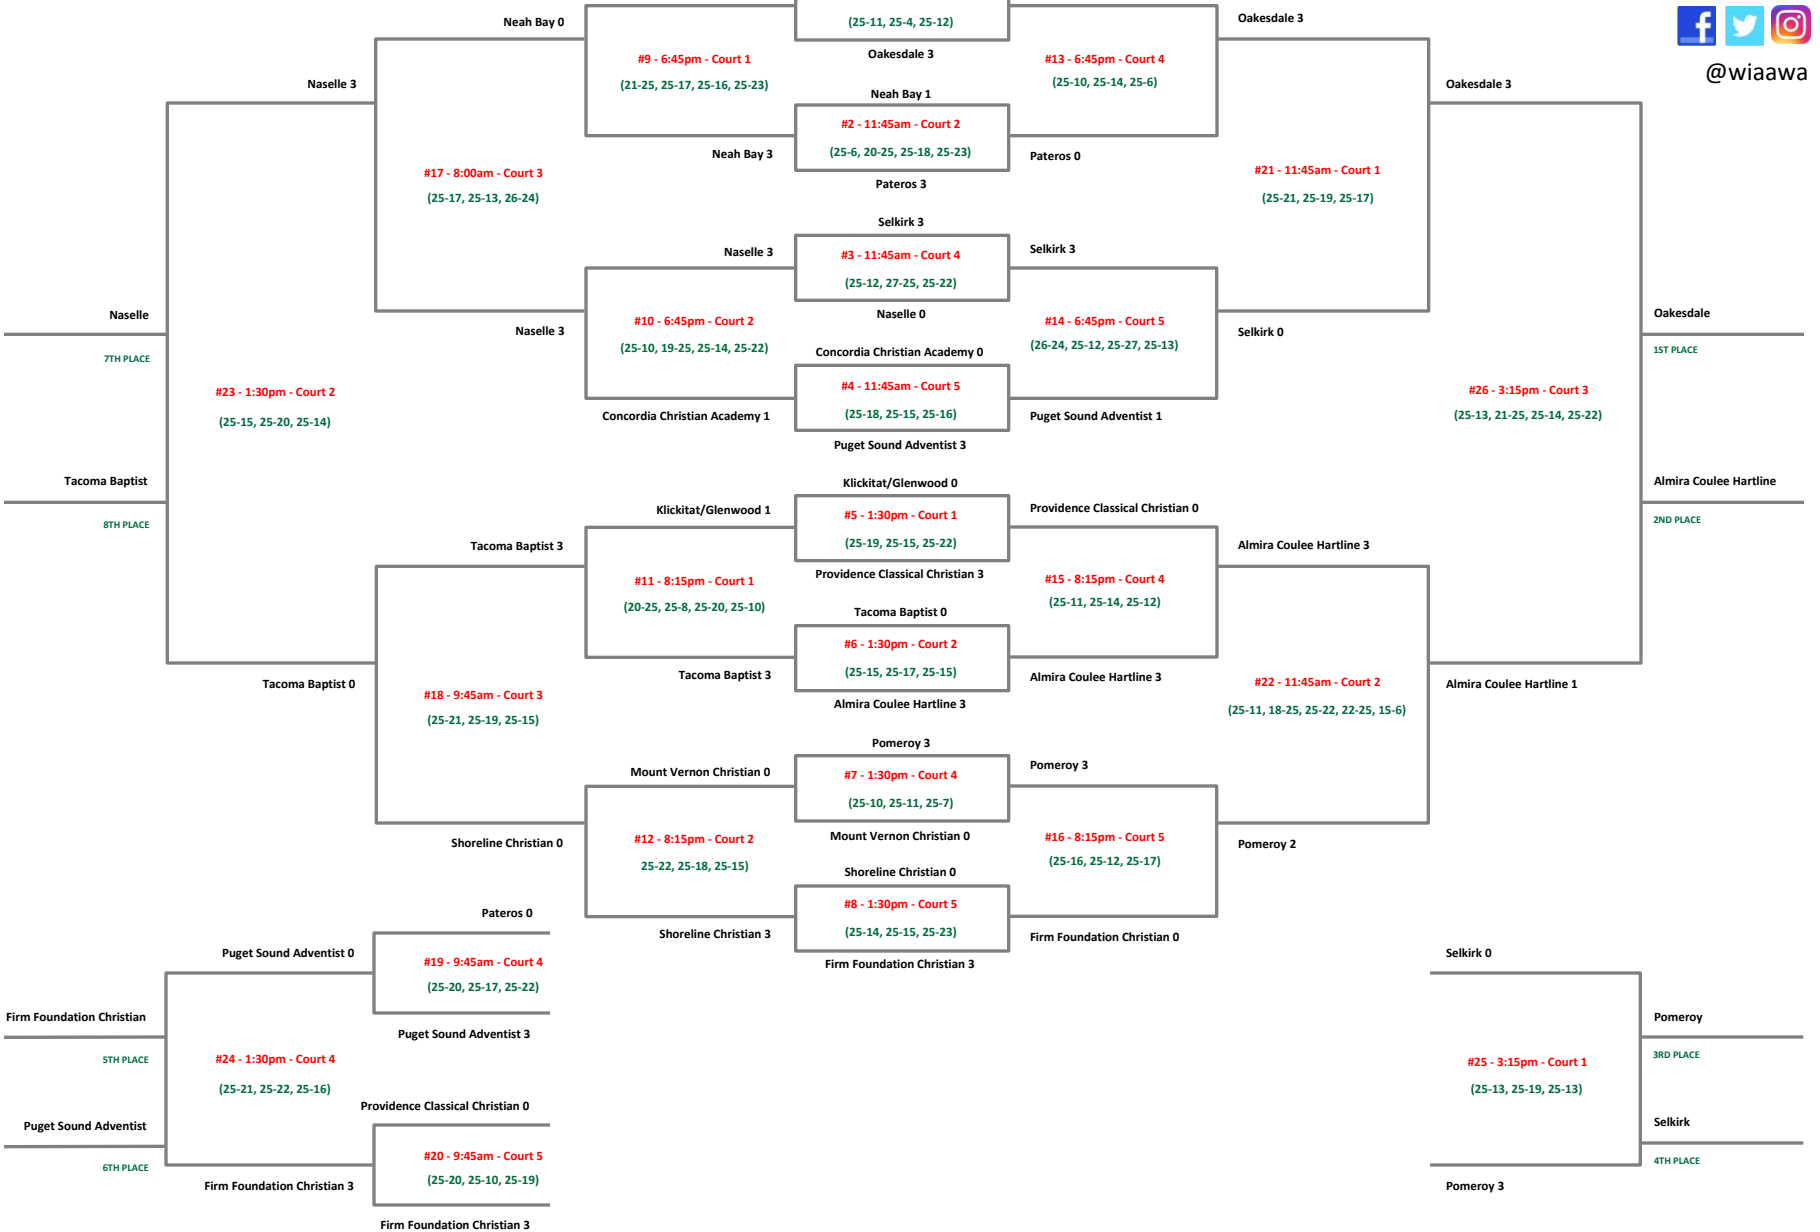 Neah Bay 0
(25-11, 25-4, 25-12)
Oakesdale 3
@wiaawa
#9 - 6:45pm - Court 1
(21-25, 25-17, 25-16, 25-23)
Oakesdale 3
#13 - 6:45pm - Court 4
(25-10, 25-14, 25-6)
Naselle 3
Neah Bay 1
Oakesdale 3
#2 - 11:45am - Court 2
(25-6, 20-25, 25-18, 25-23)
Neah Bay 3
Pateros 0
Pateros 3
#17 - 8:00am - Court 3
(25-17, 25-13, 26-24)
#21 - 11:45am - Court 1
(25-21, 25-19, 25-17)
Selkirk 3
Naselle 3
#3 - 11:45am - Court 4
(25-12, 27-25, 25-22)
Selkirk 3
Naselle 0
Naselle
7TH PLACE
Naselle 3
#10 - 6:45pm - Court 2
(25-10, 19-25, 25-14, 25-22)
#14 - 6:45pm - Court 5
(26-24, 25-12, 25-27, 25-13)
Selkirk 0
Oakesdale
1ST PLACE
Concordia Christian Academy 0
#4 - 11:45am - Court 5
(25-18, 25-15, 25-16)
#23 - 1:30pm - Court 2
(25-15, 25-20, 25-14)
Concordia Christian Academy 1
Puget Sound Adventist 1
#26 - 3:15pm - Court 3
(25-13, 21-25, 25-14, 25-22)
Puget Sound Adventist 3
Tacoma Baptist
8TH PLACE
Klickitat/Glenwood 0
Almira Coulee Hartline
2ND PLACE
Klickitat/Glenwood 1
#5 - 1:30pm - Court 1
(25-19, 25-15, 25-22)
Providence Classical Christian 0
Tacoma Baptist 3
Almira Coulee Hartline 3
Providence Classical Christian 3
#11 - 8:15pm - Court 1
(20-25, 25-8, 25-20, 25-10)
#15 - 8:15pm - Court 4
(25-11, 25-14, 25-12)
Tacoma Baptist 0
#6 - 1:30pm - Court 2
(25-15, 25-17, 25-15)
Tacoma Baptist 3
Almira Coulee Hartline 3
Almira Coulee Hartline 3
Tacoma Baptist 0
#18 - 9:45am - Court 3
(25-21, 25-19, 25-15)
#22 - 11:45am - Court 2
(25-11, 18-25, 25-22, 22-25, 15-6)
Almira Coulee Hartline 1
Pomeroy 3
Mount Vernon Christian 0
#7 - 1:30pm - Court 4
(25-10, 25-11, 25-7)
Pomeroy 3
Mount Vernon Christian 0
Shoreline Christian 0
#12 - 8:15pm - Court 2
25-22, 25-18, 25-15)
#16 - 8:15pm - Court 5
(25-16, 25-12, 25-17)
Pomeroy 2
Shoreline Christian 0
#8 - 1:30pm - Court 5
(25-14, 25-15, 25-23)
Shoreline Christian 3
Firm Foundation Christian 0
Firm Foundation Christian 3
Pateros 0
Puget Sound Adventist 0
#19 - 9:45am - Court 4
(25-20, 25-17, 25-22)
Puget Sound Adventist 3
Firm Foundation Christian
5TH PLACE
#24 - 1:30pm - Court 4
(25-21, 25-22, 25-16)
Puget Sound Adventist
6TH PLACE
Providence Classical Christian 0
#20 - 9:45am - Court 5
(25-20, 25-10, 25-19)
Firm Foundation Christian 3
Firm Foundation Christian 3
Selkirk 0
Pomeroy
3RD PLACE
#25 - 3:15pm - Court 1
(25-13, 25-19, 25-13)
Selkirk
4TH PLACE
Pomeroy 3